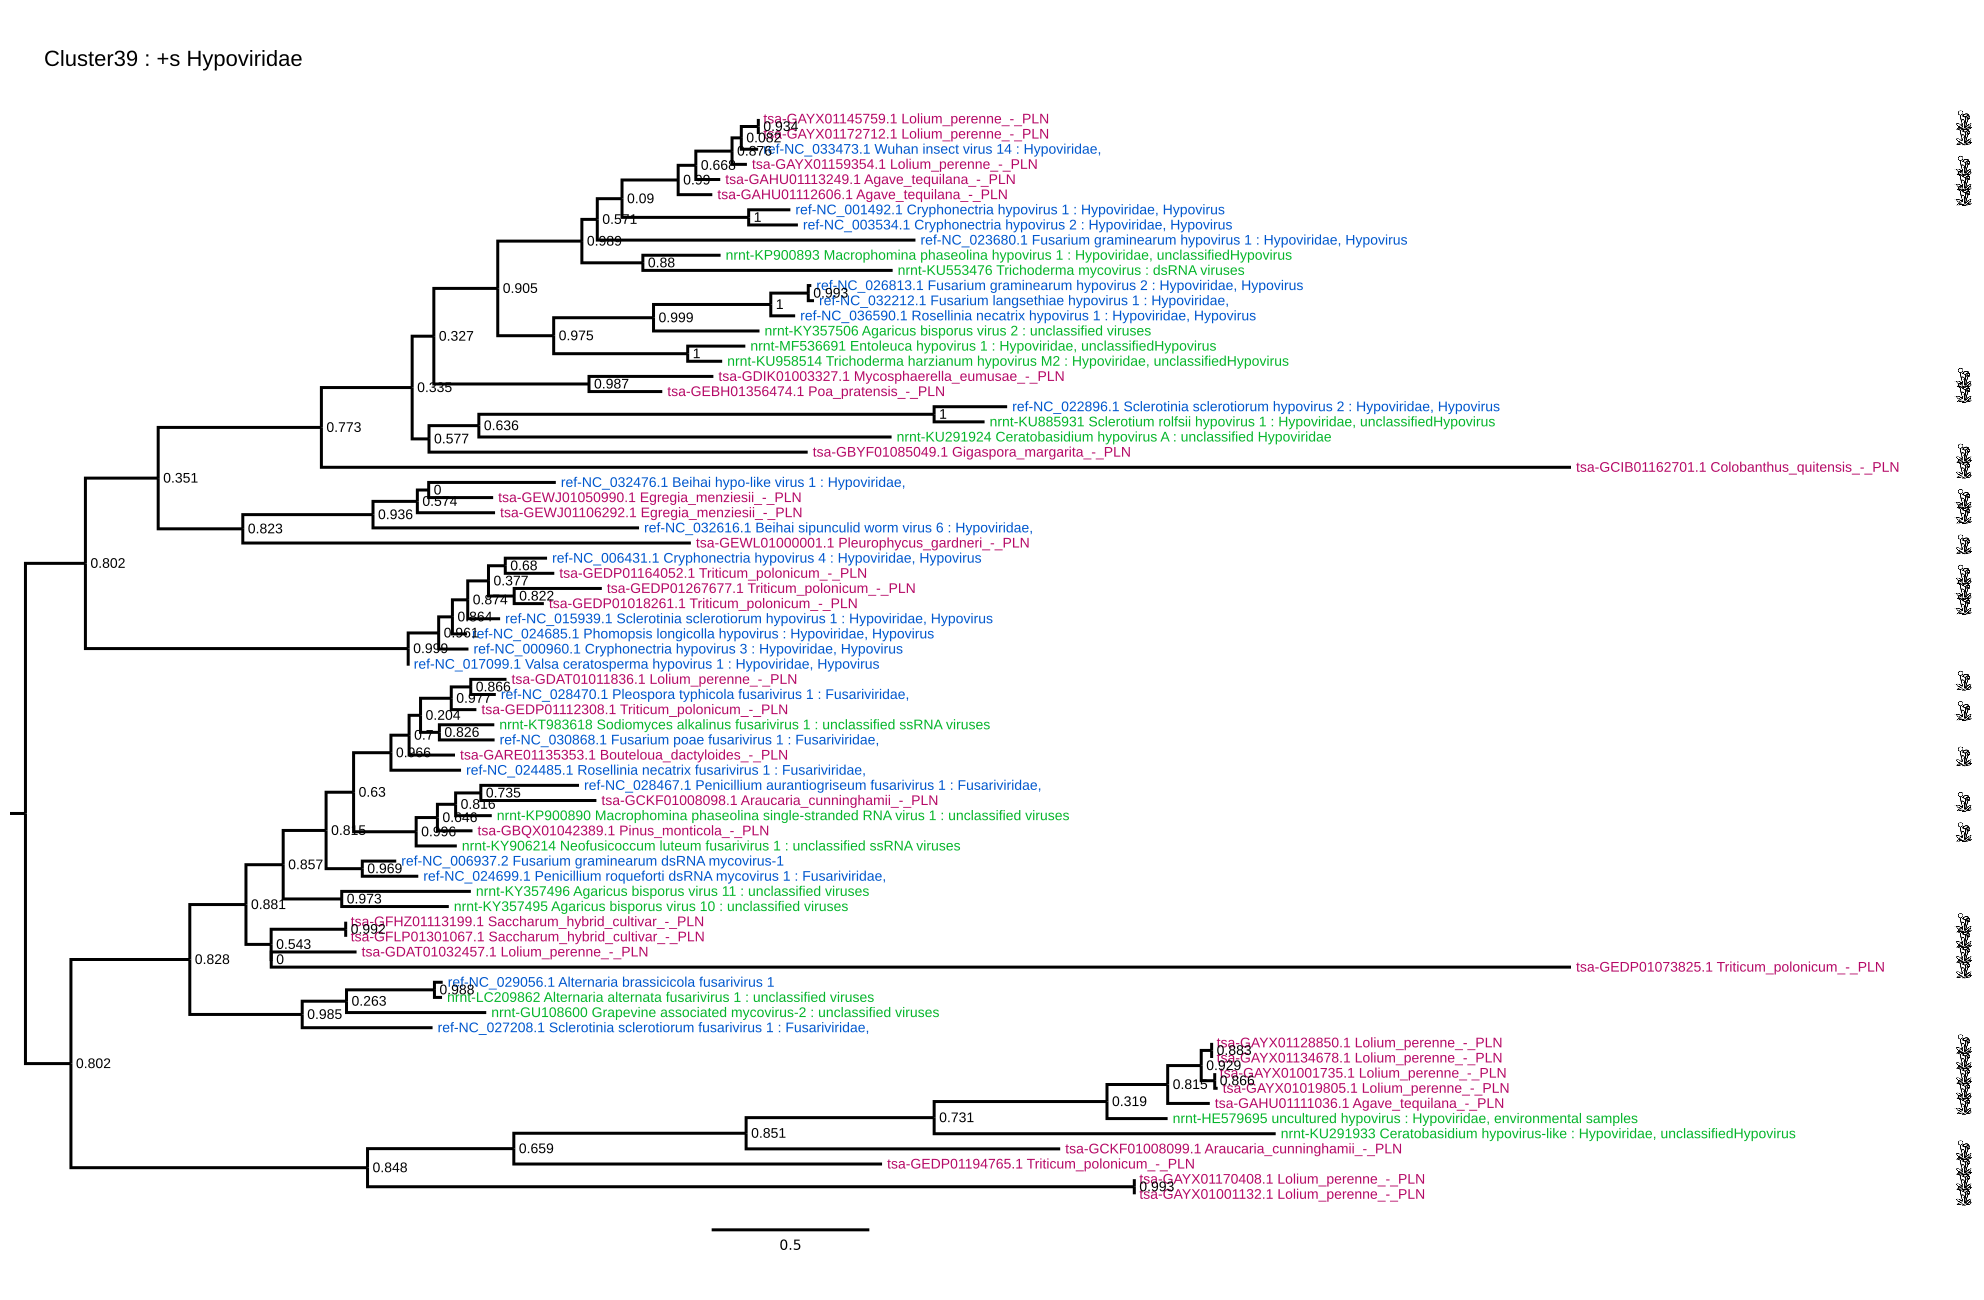 Cluster39 : +s Hypoviridae
tsa-GAYX01145759.1 Lolium_perenne_-_PLN
0.934
tsa-GAYX01172712.1 Lolium_perenne_-_PLN
0.082
ref-NC_033473.1 Wuhan insect virus 14 : Hypoviridae,
0.876
tsa-GAYX01159354.1 Lolium_perenne_-_PLN
0.668
tsa-GAHU01113249.1 Agave_tequilana_-_PLN
0.99
tsa-GAHU01112606.1 Agave_tequilana_-_PLN
0.09
ref-NC_001492.1 Cryphonectria hypovirus 1 : Hypoviridae, Hypovirus
1
0.571
ref-NC_003534.1 Cryphonectria hypovirus 2 : Hypoviridae, Hypovirus
0.989
ref-NC_023680.1 Fusarium graminearum hypovirus 1 : Hypoviridae, Hypovirus
nrnt-KP900893 Macrophomina phaseolina hypovirus 1 : Hypoviridae, unclassifiedHypovirus
0.88
nrnt-KU553476 Trichoderma mycovirus : dsRNA viruses
0.905
ref-NC_026813.1 Fusarium graminearum hypovirus 2 : Hypoviridae, Hypovirus
0.993
ref-NC_032212.1 Fusarium langsethiae hypovirus 1 : Hypoviridae,
1
ref-NC_036590.1 Rosellinia necatrix hypovirus 1 : Hypoviridae, Hypovirus
0.999
nrnt-KY357506 Agaricus bisporus virus 2 : unclassified viruses
0.975
0.327
nrnt-MF536691 Entoleuca hypovirus 1 : Hypoviridae, unclassifiedHypovirus
1
nrnt-KU958514 Trichoderma harzianum hypovirus M2 : Hypoviridae, unclassifiedHypovirus
tsa-GDIK01003327.1 Mycosphaerella_eumusae_-_PLN
0.987
0.335
tsa-GEBH01356474.1 Poa_pratensis_-_PLN
ref-NC_022896.1 Sclerotinia sclerotiorum hypovirus 2 : Hypoviridae, Hypovirus
1
nrnt-KU885931 Sclerotium rolfsii hypovirus 1 : Hypoviridae, unclassifiedHypovirus
0.636
0.773
nrnt-KU291924 Ceratobasidium hypovirus A : unclassified Hypoviridae
0.577
tsa-GBYF01085049.1 Gigaspora_margarita_-_PLN
tsa-GCIB01162701.1 Colobanthus_quitensis_-_PLN
0.351
ref-NC_032476.1 Beihai hypo-like virus 1 : Hypoviridae,
0
tsa-GEWJ01050990.1 Egregia_menziesii_-_PLN
0.574
tsa-GEWJ01106292.1 Egregia_menziesii_-_PLN
0.936
0.823
ref-NC_032616.1 Beihai sipunculid worm virus 6 : Hypoviridae,
tsa-GEWL01000001.1 Pleurophycus_gardneri_-_PLN
0.802
ref-NC_006431.1 Cryphonectria hypovirus 4 : Hypoviridae, Hypovirus
0.68
tsa-GEDP01164052.1 Triticum_polonicum_-_PLN
0.377
tsa-GEDP01267677.1 Triticum_polonicum_-_PLN
0.822
0.874
tsa-GEDP01018261.1 Triticum_polonicum_-_PLN
0.864
ref-NC_015939.1 Sclerotinia sclerotiorum hypovirus 1 : Hypoviridae, Hypovirus
0.961
ref-NC_024685.1 Phomopsis longicolla hypovirus : Hypoviridae, Hypovirus
0.999
ref-NC_000960.1 Cryphonectria hypovirus 3 : Hypoviridae, Hypovirus
ref-NC_017099.1 Valsa ceratosperma hypovirus 1 : Hypoviridae, Hypovirus
tsa-GDAT01011836.1 Lolium_perenne_-_PLN
0.866
ref-NC_028470.1 Pleospora typhicola fusarivirus 1 : Fusariviridae,
0.977
tsa-GEDP01112308.1 Triticum_polonicum_-_PLN
0.204
nrnt-KT983618 Sodiomyces alkalinus fusarivirus 1 : unclassified ssRNA viruses
0.826
0.7
ref-NC_030868.1 Fusarium poae fusarivirus 1 : Fusariviridae,
0.966
tsa-GARE01135353.1 Bouteloua_dactyloides_-_PLN
ref-NC_024485.1 Rosellinia necatrix fusarivirus 1 : Fusariviridae,
0.63
ref-NC_028467.1 Penicillium aurantiogriseum fusarivirus 1 : Fusariviridae,
0.735
tsa-GCKF01008098.1 Araucaria_cunninghamii_-_PLN
0.816
nrnt-KP900890 Macrophomina phaseolina single-stranded RNA virus 1 : unclassified viruses
0.846
0.815
tsa-GBQX01042389.1 Pinus_monticola_-_PLN
0.996
nrnt-KY906214 Neofusicoccum luteum fusarivirus 1 : unclassified ssRNA viruses
0.857
ref-NC_006937.2 Fusarium graminearum dsRNA mycovirus-1
0.969
ref-NC_024699.1 Penicillium roqueforti dsRNA mycovirus 1 : Fusariviridae,
nrnt-KY357496 Agaricus bisporus virus 11 : unclassified viruses
0.973
0.881
nrnt-KY357495 Agaricus bisporus virus 10 : unclassified viruses
tsa-GFHZ01113199.1 Saccharum_hybrid_cultivar_-_PLN
0.992
tsa-GFLP01301067.1 Saccharum_hybrid_cultivar_-_PLN
0.543
tsa-GDAT01032457.1 Lolium_perenne_-_PLN
0
0.828
tsa-GEDP01073825.1 Triticum_polonicum_-_PLN
ref-NC_029056.1 Alternaria brassicicola fusarivirus 1
0.988
nrnt-LC209862 Alternaria alternata fusarivirus 1 : unclassified viruses
0.263
nrnt-GU108600 Grapevine associated mycovirus-2 : unclassified viruses
0.985
ref-NC_027208.1 Sclerotinia sclerotiorum fusarivirus 1 : Fusariviridae,
0.802
tsa-GAYX01128850.1 Lolium_perenne_-_PLN
0.883
tsa-GAYX01134678.1 Lolium_perenne_-_PLN
0.929
tsa-GAYX01001735.1 Lolium_perenne_-_PLN
0.866
0.815
tsa-GAYX01019805.1 Lolium_perenne_-_PLN
0.319
tsa-GAHU01111036.1 Agave_tequilana_-_PLN
0.731
nrnt-HE579695 uncultured hypovirus : Hypoviridae, environmental samples
0.851
nrnt-KU291933 Ceratobasidium hypovirus-like : Hypoviridae, unclassifiedHypovirus
0.659
tsa-GCKF01008099.1 Araucaria_cunninghamii_-_PLN
0.848
tsa-GEDP01194765.1 Triticum_polonicum_-_PLN
tsa-GAYX01170408.1 Lolium_perenne_-_PLN
0.993
tsa-GAYX01001132.1 Lolium_perenne_-_PLN
0.5